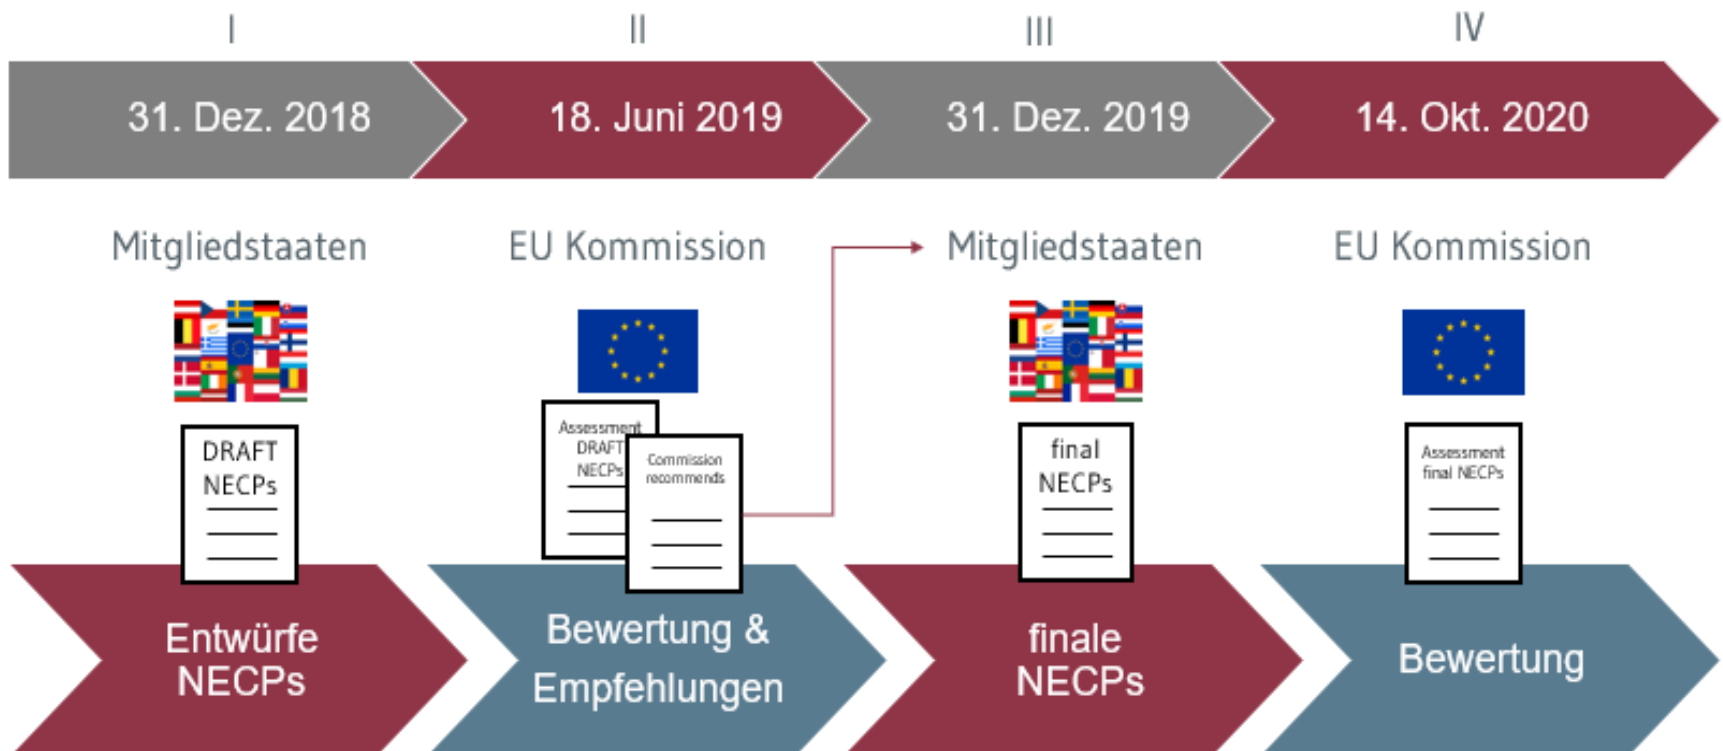 I
II
III
IV
31. Dez. 2018
18. Juni 2019
31. Dez. 2019
14. Okt. 2020
Mitgliedstaaten
EU Kommission
Mitgliedstaaten
EU Kommission
DRAFT
NECPs
Assessment
DRAFT
NECPs
Commission
recommends
final
NECPs
Assessment
final NECPs
Entwürfe
NECPs
Bewertung &
Empfehlungen
finale
NECPs
Bewertung